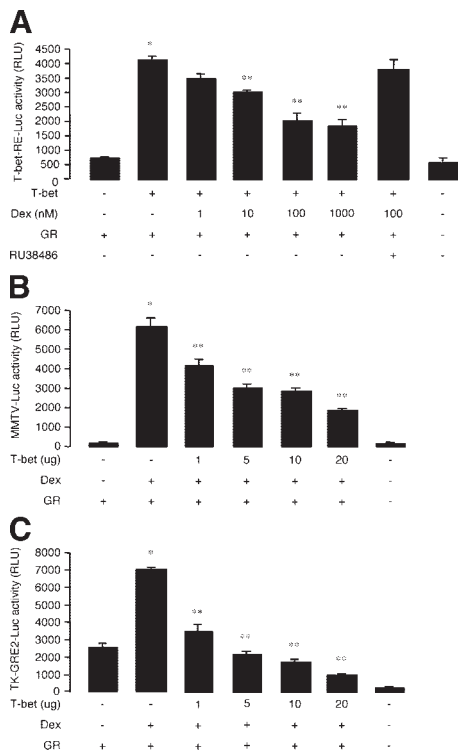 A
T-bet-RE-Luc activity (RLU)
4500
4000
3500
3000
2500
2000
1500
1000
500
0
* ** ** **
T-bet - + + + + + + -
Dex (nM) - - 1 10 100 1000 100 -
GR + + + + + + + -
RU38486 - - - - - - + -
B
MMTV-Luc activity (RLU)
7000
6000
5000
4000
3000
2000
1000
0
* ** ** ** **
T-bet (ug) - - 1 5 10 20 -
Dex - + + + + + -
GR + + + + + + -
C
TK-GRE2-Luc activity (RLU)
8000
7000
6000
5000
4000
3000
2000
1000
0
* ** ** ** **
T-bet (ug) - - 1 5 10 20 -
Dex - + + + + + -
GR + + + + + + -